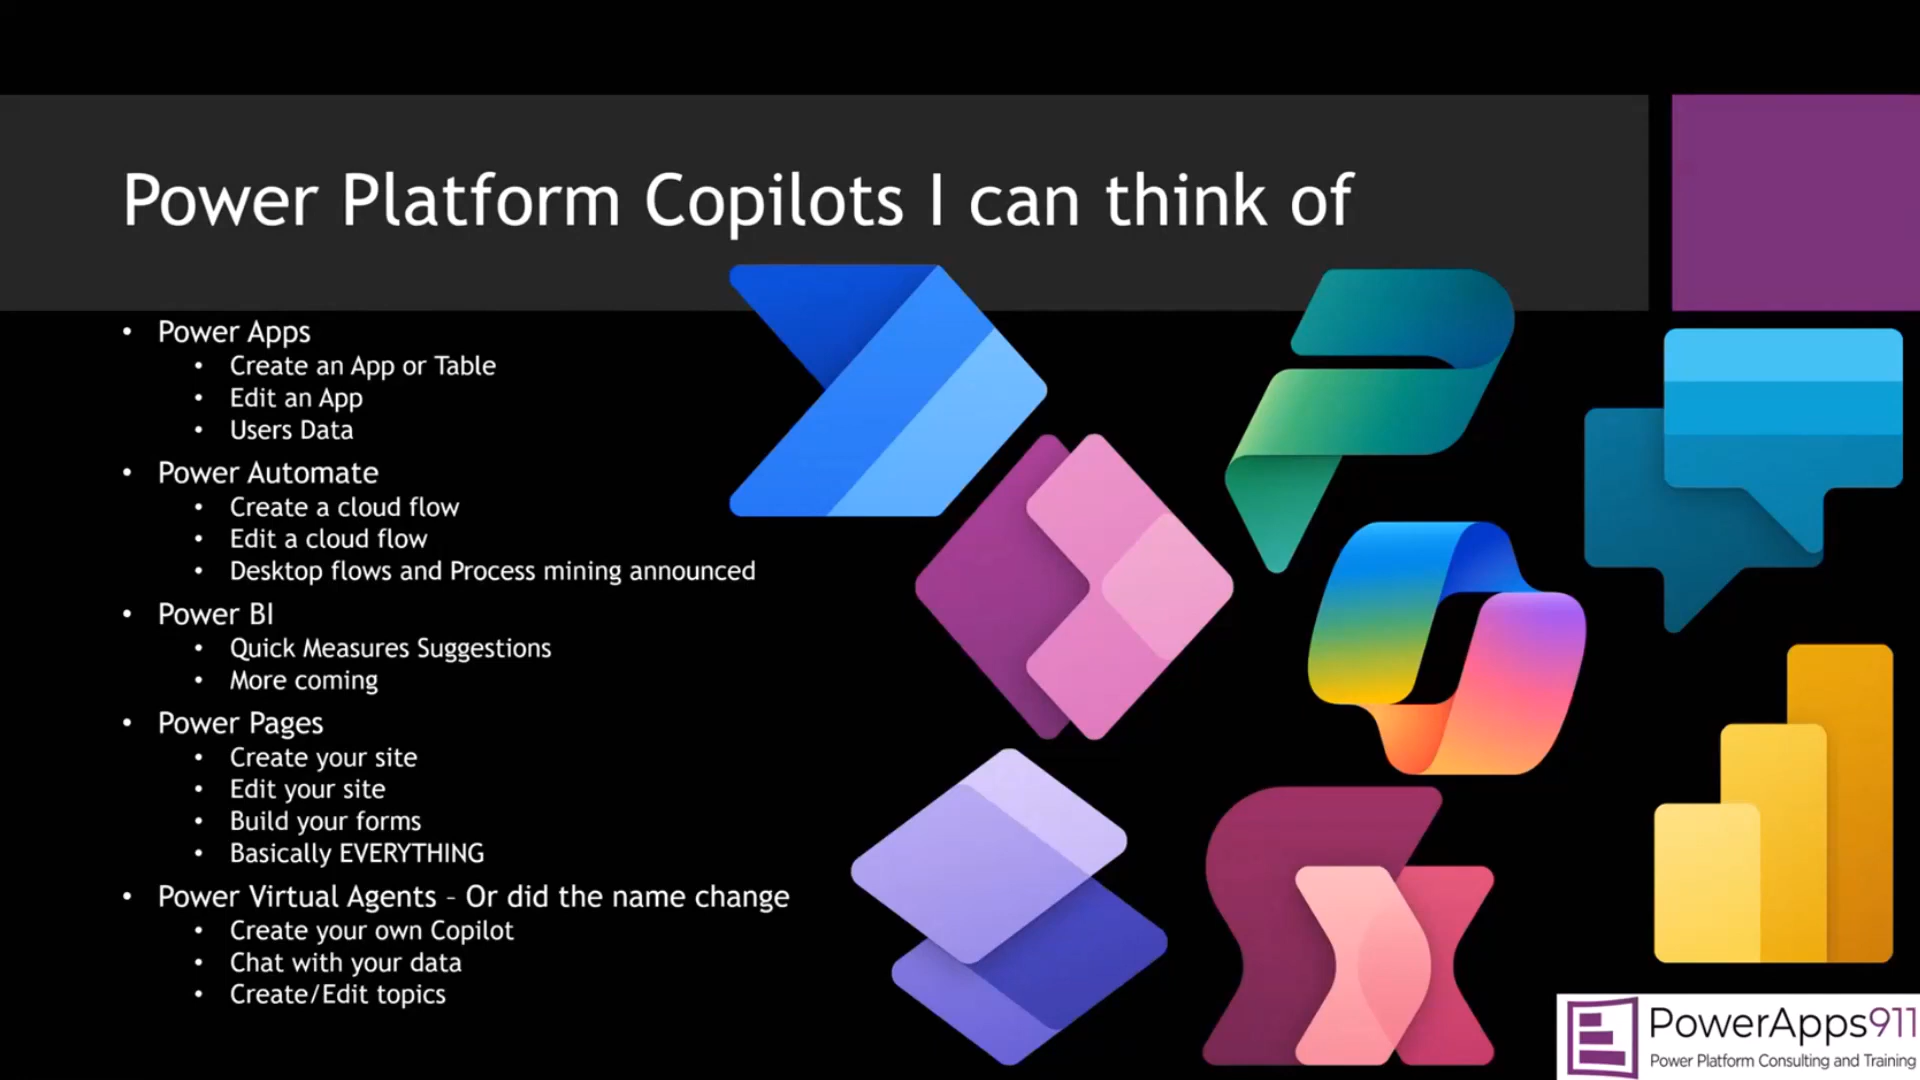 Power Platform Copilots I can think of
• Power Apps
• Create an App or Table
• Edit an App
• Users Data
• Power Automate
• Create a cloud flow
• Edit a cloud flow
• Desktop flows and Process mining announced
• Power BI
• Quick Measures Suggestions
• More coming
• Power Pages
• Create your site
• Edit your site
• Build your forms
• Basically EVERYTHING
• Power Virtual Agents – Or did the name change
• Create your own Copilot
• Chat with your data
• Create/Edit topics
PowerApps911
Power Platform Consulting and Training